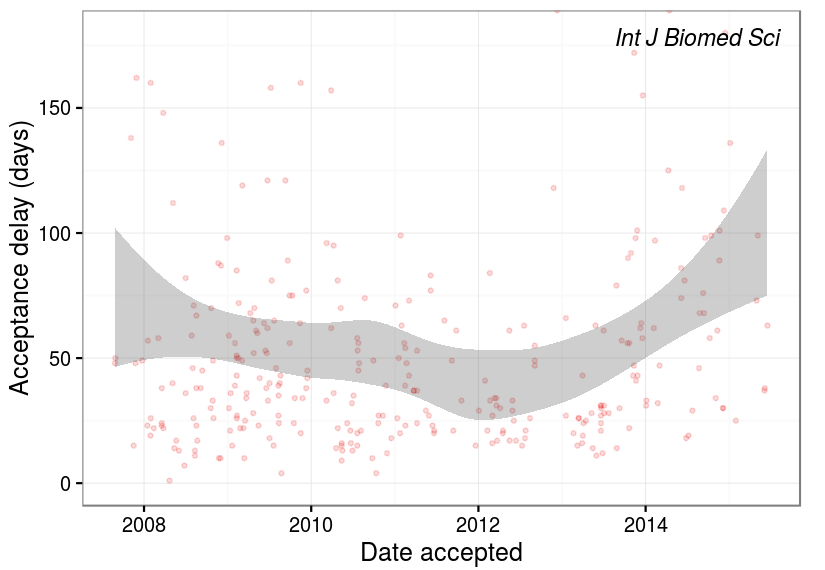 Int J Biomed Sci
Acceptance delay (days)
150
100
50
0
2008 2010 2012 2014
Date accepted